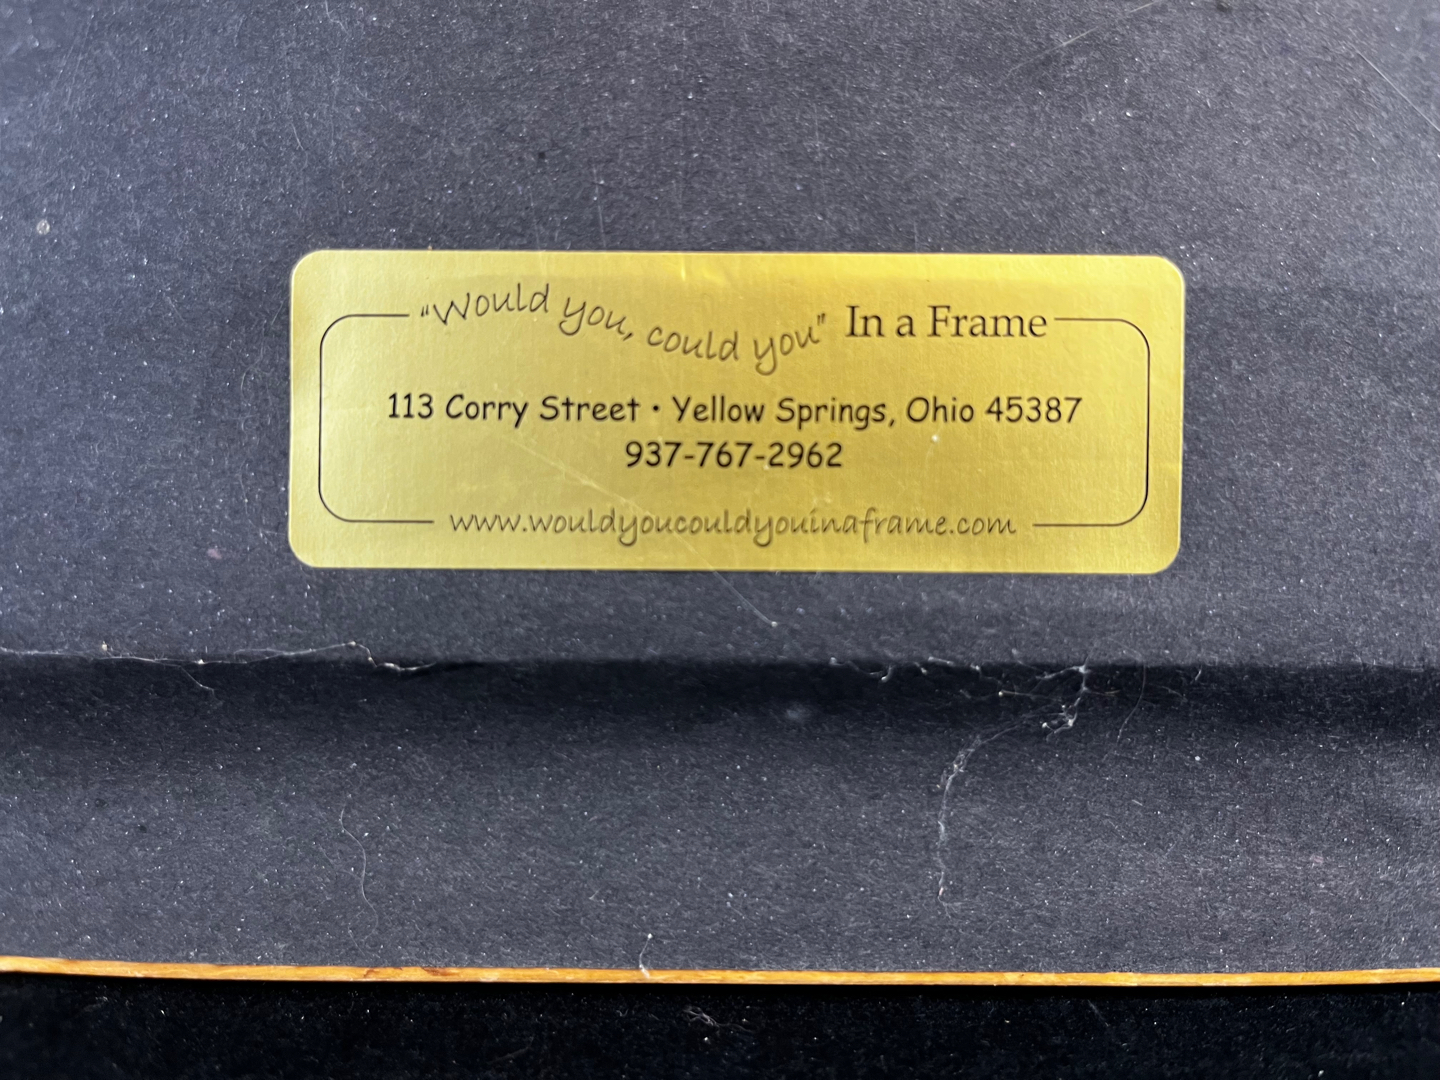 "Would you, could you" In a Frame
113 Corry Street • Yellow Springs, Ohio 45387
937-767-2962
www.wouldyoucouldyouinaframe.com